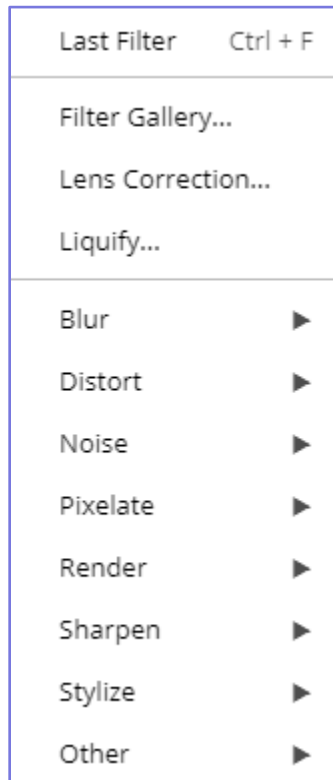 Last Filter Ctrl + F
Filter Gallery...
Lens Correction...
Liquify...
Blur
Distort
Noise
Pixelate
Render
Sharpen
Stylize
Other